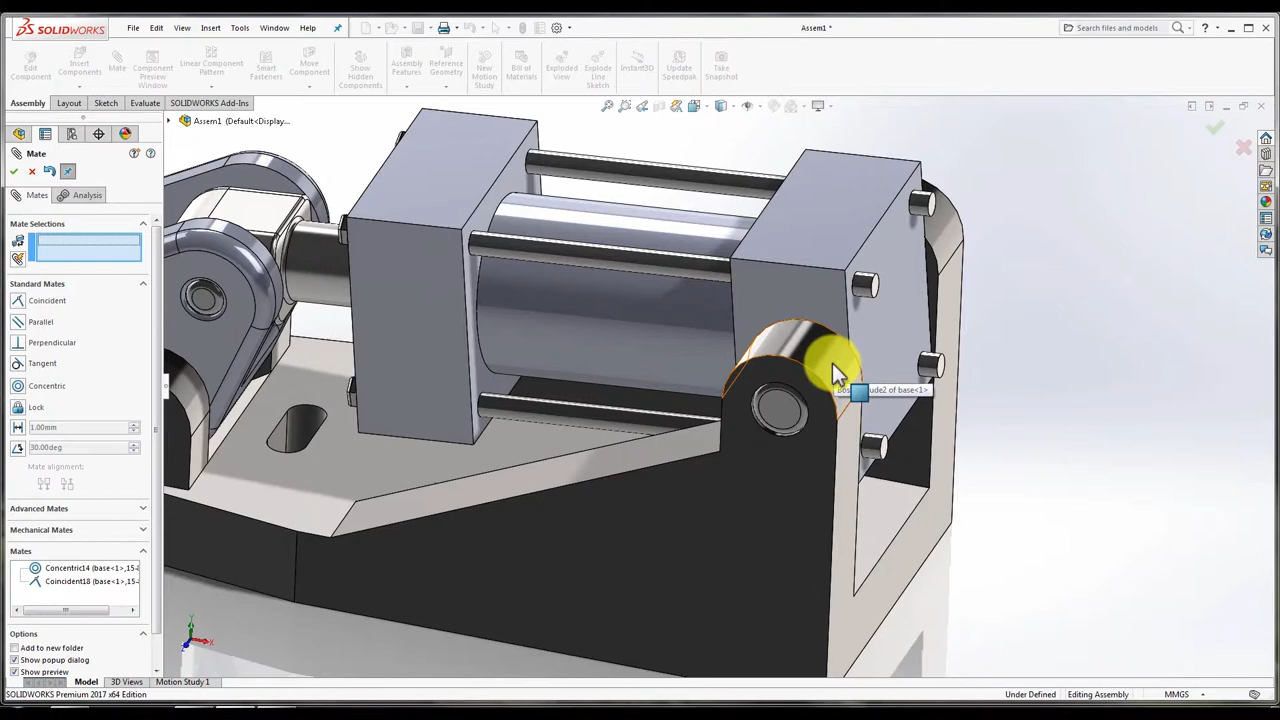 SOLIDWORKS File Edit View Insert Tools Window Help Assem1 * Search files and models
Edit Component
Insert Components
Mate
Component Preview Window
Linear Component Pattern
Smart Fasteners
Move Component
Show Hidden Components
Assembly Features
Reference Geometry
New Motion Study
Bill of Materials
Exploded View
Explode Line Sketch
Instant3D
Update Speedpak
Take Snapshot
Assembly Layout Sketch Evaluate SOLIDWORKS Add-Ins
Assem1 (Default<Display...
Mate
Mates Analysis
Mate Selections
Standard Mates
Coincident
Parallel
Perpendicular
Tangent
Concentric
Lock
1.00mm
30.00deg
Mate alignment:
Advanced Mates
Mechanical Mates
Mates
Concentric14 (base<1>,15-
Coincident18 (base<1>,15-
Options
Add to new folder
Show popup dialog
Show preview
ude2 of base<1>
Y
X
Z
Model 3D Views Motion Study 1
SOLIDWORKS Premium 2017 x64 Edition Under Defined Editing Assembly MMGS